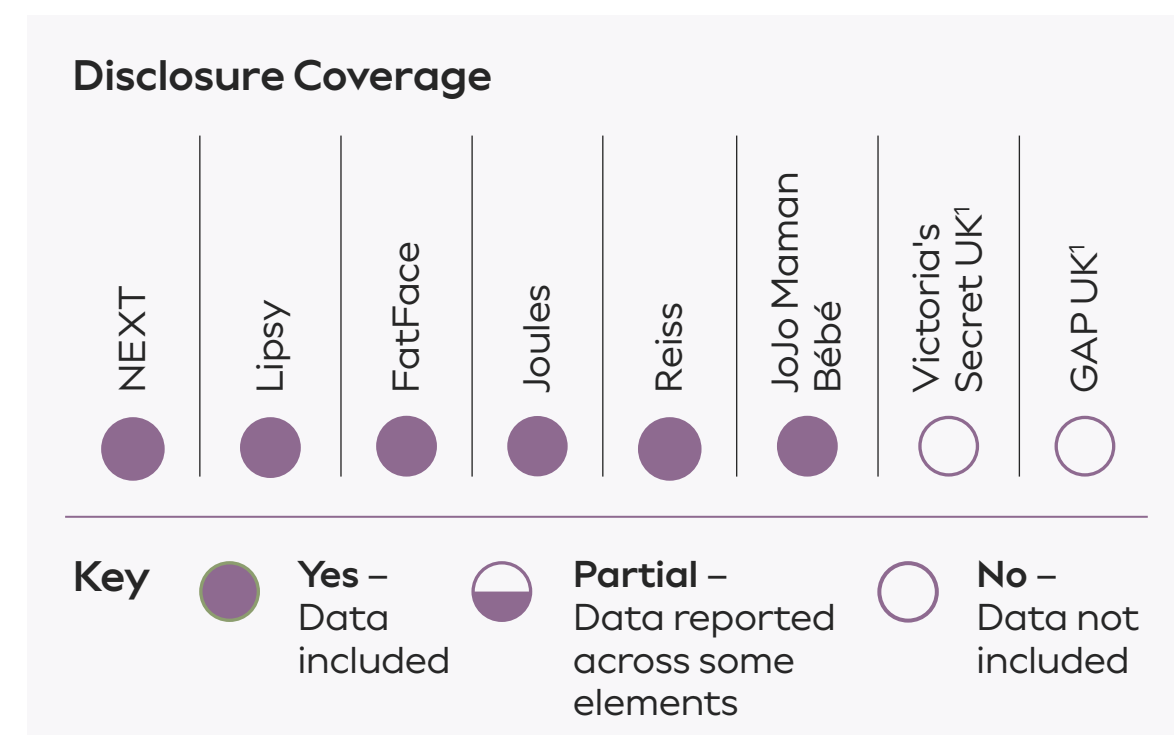 Disclosure Coverage
NEXT
Lipsy
FatFace
Joules
Reiss
JoJo Maman
Bébé
Victoria's
Secret UK¹
GAP UK¹
Key
Yes –
Data
included
Partial –
Data reported
across some
elements
No –
Data not
included